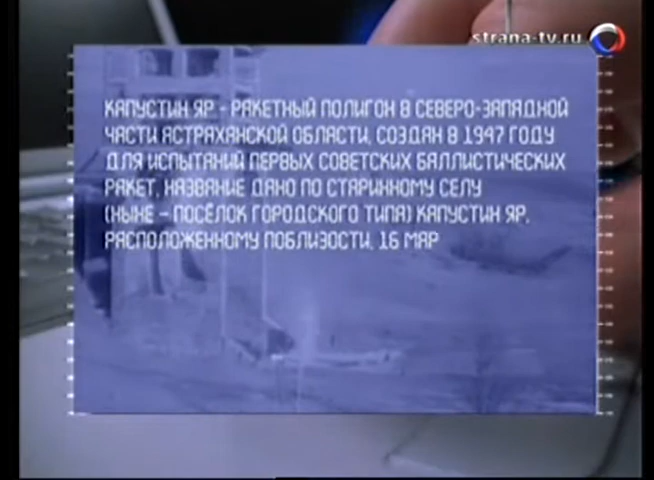 strana-tv.ru
КАПУСТИН ЯР - РАКЕТНЫЙ ПОЛИГОН В СЕВЕРО-ЗАПАДНОЙ
ЧАСТИ АСТРАХАНСКОЙ ОБЛАСТИ, СОЗДАН В 1947 ГОДУ
ДЛЯ ИСПЫТАНИЙ ПЕРВЫХ СОВЕТСКИХ БАЛЛИСТИЧЕСКИХ
РАКЕТ, НАЗВАНИЕ ДАНО ПО СТАРИННОМУ СЕЛУ
(НЫНЕ – ПОСЁЛОК ГОРОДСКОГО ТИПА) КАПУСТИН ЯР,
РАСПОЛОЖЕННОМУ ПОБЛИЗОСТИ, 16 МАР